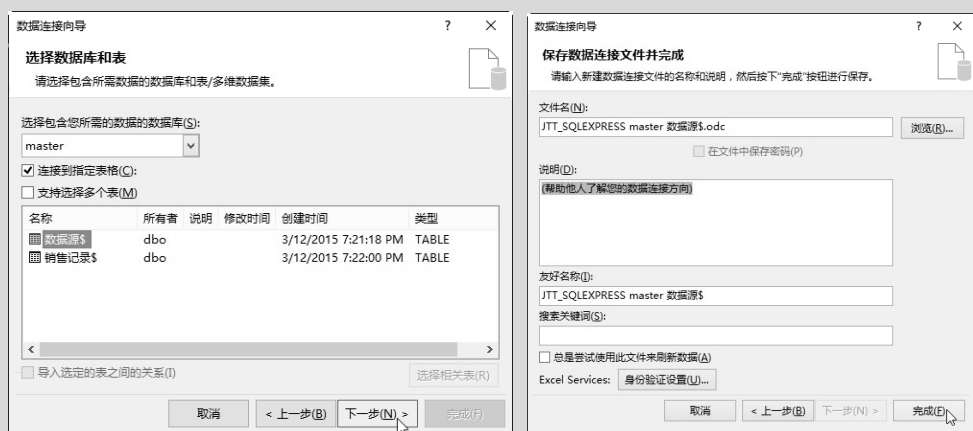 数据连接向导
选择数据库和表
请选择包含所需数据的数据库和表/多维数据集。
选择包含您所需的数据的数据库(S):
master
连接到指定表格(C):
支持选择多个表(M)
名称 所有者 说明 修改时间 创建时间 类型
数据源$ dbo 3/12/2015 7:21:18 PM TABLE
销售记录$ dbo 3/12/2015 7:22:00 PM TABLE
导入选定的表之间的关系(I)
选择相关表(R)
取消 < 上一步(B) 下一步(N) > 完成(F)
数据连接向导
保存数据连接文件并完成
请输入新建数据连接文件的名称和说明，然后按下"完成"按钮进行保存。
文件名(N):
JTT_SQLEXPRESS master 数据源$.odc 浏览(R)...
在文件中保存密码(P)
说明(D):
(帮助他人了解您的数据连接方向)
友好名称(I):
JTT_SQLEXPRESS master 数据源$
搜索关键词(S):
总是尝试使用此文件来刷新数据(A)
Excel Services: 身份验证设置(U)...
取消 < 上一步(B) 下一步(N) > 完成(F)